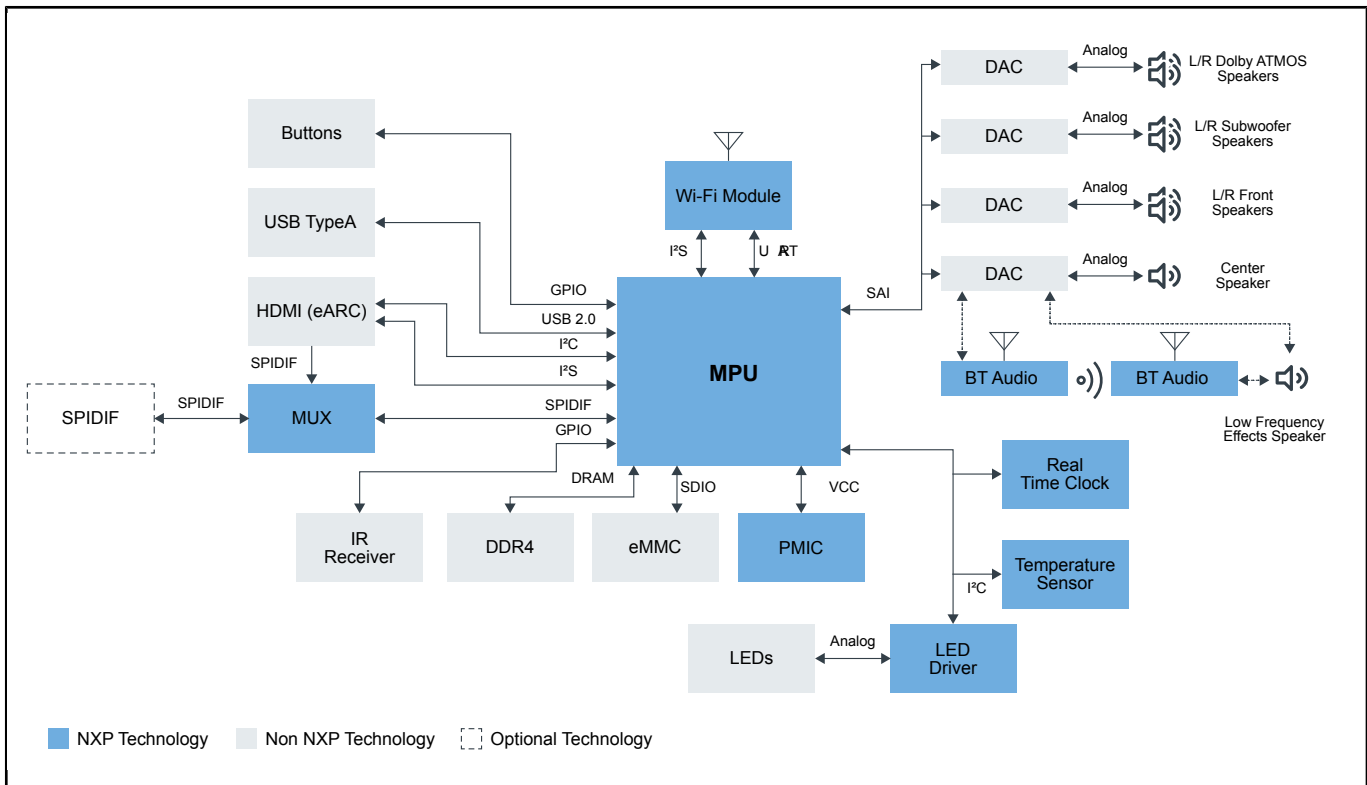 DAC
Analog
L/R Dolby ATMOS
Speakers
Buttons
DAC
Analog
L/R Subwoofer
Speakers
Wi-Fi Module
USB TypeA
DAC
Analog
L/R Front
Speakers
I²S
UART
GPIO
HDMI (eARC)
USB 2.0
I²C
SAI
DAC
Analog
Center
Speaker
SPIDIF
I²S
MPU
BT Audio
BT Audio
SPIDIF
SPIDIF
MUX
SPIDIF
GPIO
Low Frequency
Effects Speaker
DRAM
SDIO
VCC
Real
Time Clock
IR
Receiver
DDR4
eMMC
PMIC
Temperature
Sensor
I²C
LEDs
Analog
LED
Driver
NXP Technology
Non NXP Technology
Optional Technology